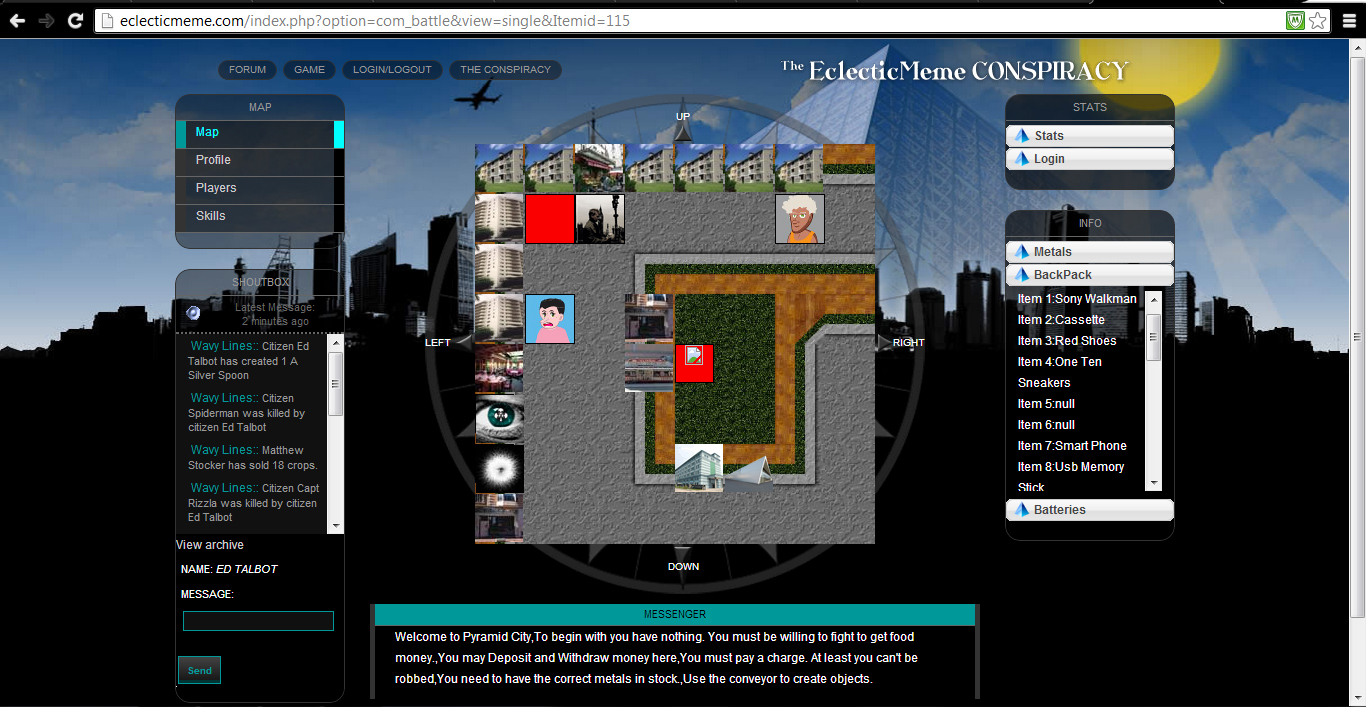 eclecticmeme.com/index.php?option=com_battle&view=single&Itemid=115
FORUM
GAME
LOGIN/LOGOUT
THE CONSPIRACY
The EclecticMeme CONSPIRACY
MAP
Map
Profile
Players
Skills
SHOUTBOX
Latest Message:
2 minutes ago
Wavy Lines:: Citizen Ed
Talbot has created 1 A
Silver Spoon
Wavy Lines:: Citizen
Spiderman was killed by
citizen Ed Talbot
Wavy Lines:: Matthew
Stocker has sold 18 crops.
Wavy Lines:: Citizen Capt
Rizzla was killed by citizen
Ed Talbot
View archive
NAME: ED TALBOT
MESSAGE:
Send
UP
LEFT
RIGHT
DOWN
MESSENGER
Welcome to Pyramid City,To begin with you have nothing. You must be willing to fight to get food
money.,You may Deposit and Withdraw money here,You must pay a charge. At least you can't be
robbed,You need to have the correct metals in stock.,Use the conveyor to create objects.
STATS
Stats
Login
INFO
Metals
BackPack
Item 1:Sony Walkman
Item 2:Cassette
Item 3:Red Shoes
Item 4:One Ten
Sneakers
Item 5:null
Item 6:null
Item 7:Smart Phone
Item 8:Usb Memory
Stick
Batteries